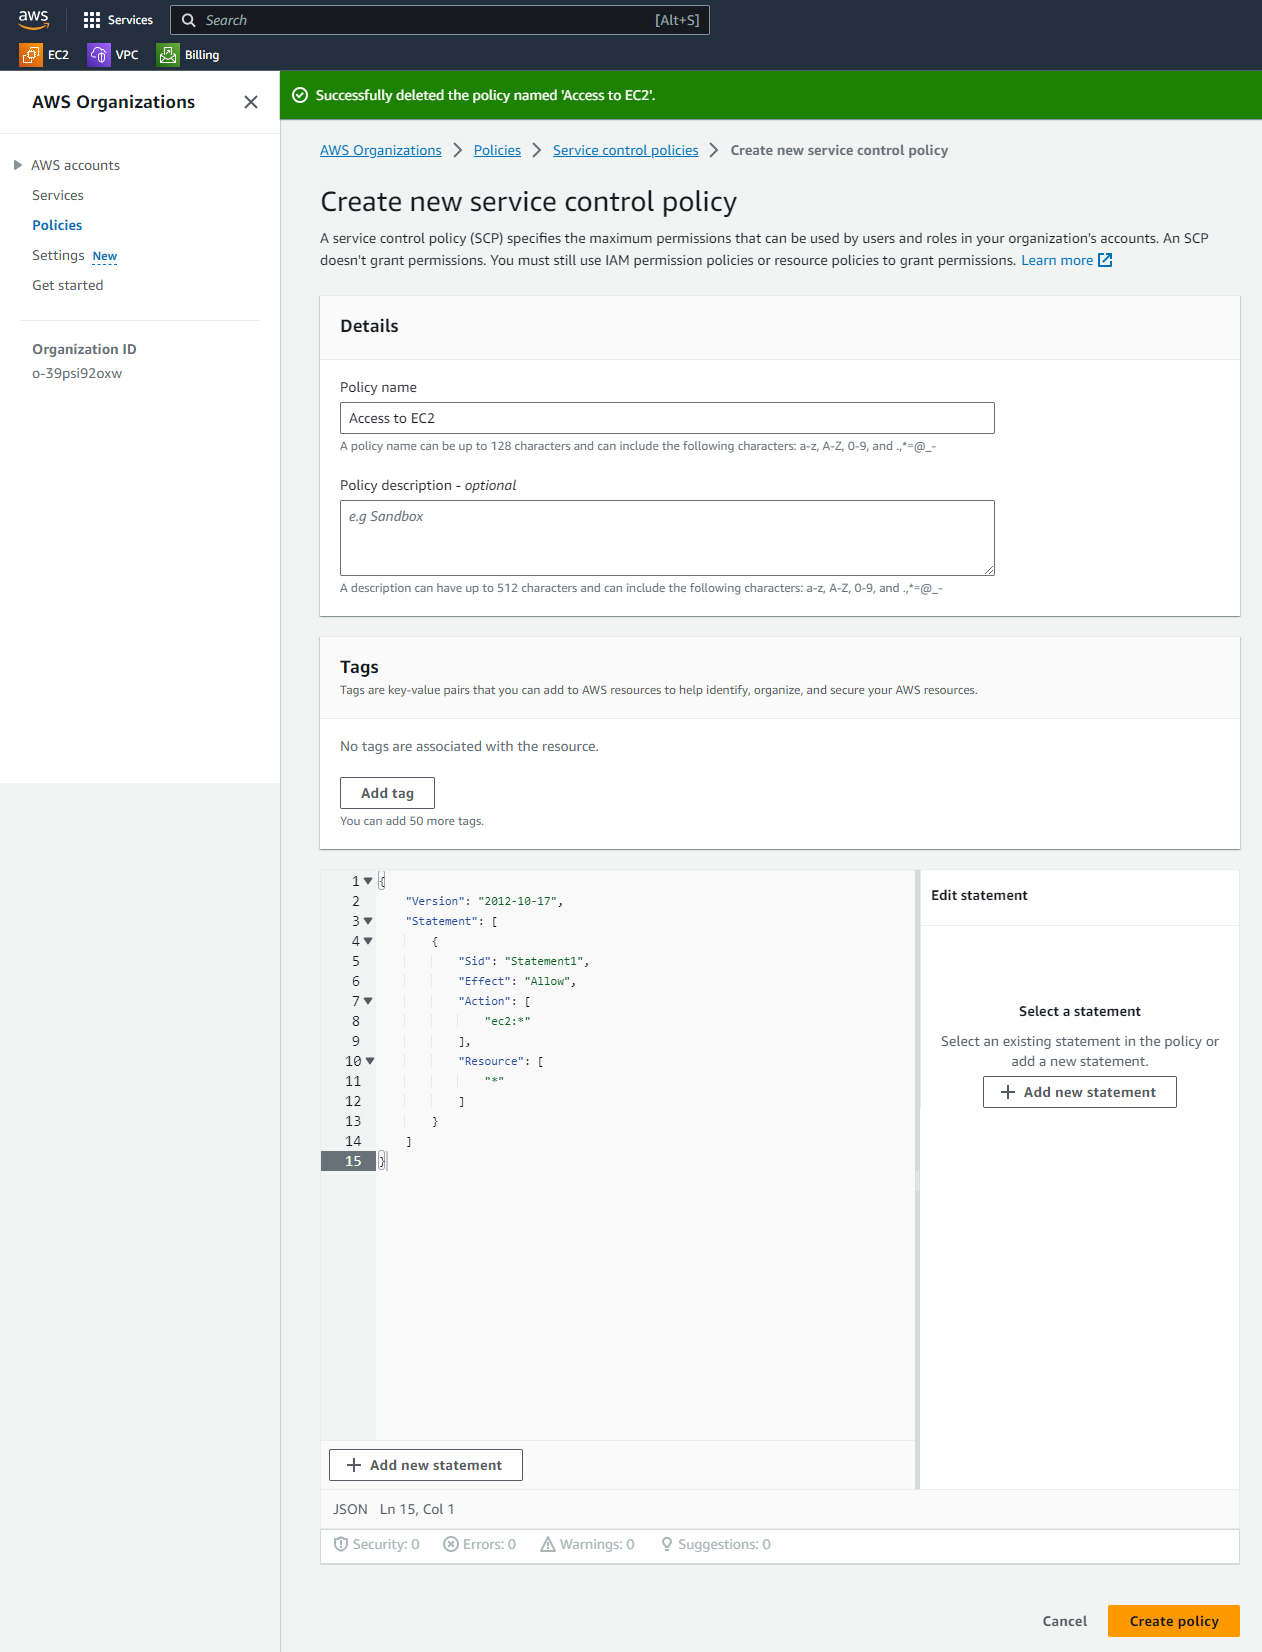 aws
Services
Search
[Alt+S]
EC2
VPC
Billing
AWS Organizations
Successfully deleted the policy named 'Access to EC2'.
AWS accounts
Services
Policies
Settings New
Get started
Organization ID
o-39psi92oxw
AWS Organizations > Policies > Service control policies > Create new service control policy
Create new service control policy
A service control policy (SCP) specifies the maximum permissions that can be used by users and roles in your organization's accounts. An SCP
doesn't grant permissions. You must still use IAM permission policies or resource policies to grant permissions. Learn more
Details
Policy name
Access to EC2
A policy name can be up to 128 characters and can include the following characters: a-z, A-Z, 0-9, and .,*=@_-
Policy description - optional
e.g Sandbox
A description can have up to 512 characters and can include the following characters: a-z, A-Z, 0-9, and .,*=@_-
Tags
Tags are key-value pairs that you can add to AWS resources to help identify, organize, and secure your AWS resources.
No tags are associated with the resource.
Add tag
You can add 50 more tags.
1 {
2 "Version": "2012-10-17",
3 "Statement": [
4 {
5 "Sid": "Statement1",
6 "Effect": "Allow",
7 "Action": [
8 "ec2:*"
9 ],
10 "Resource": [
11 "*"
12 ]
13 }
14 ]
15 }
Edit statement
Select a statement
Select an existing statement in the policy or
add a new statement.
+ Add new statement
+ Add new statement
JSON Ln 15, Col 1
Security: 0 Errors: 0 Warnings: 0 Suggestions: 0
Cancel
Create policy